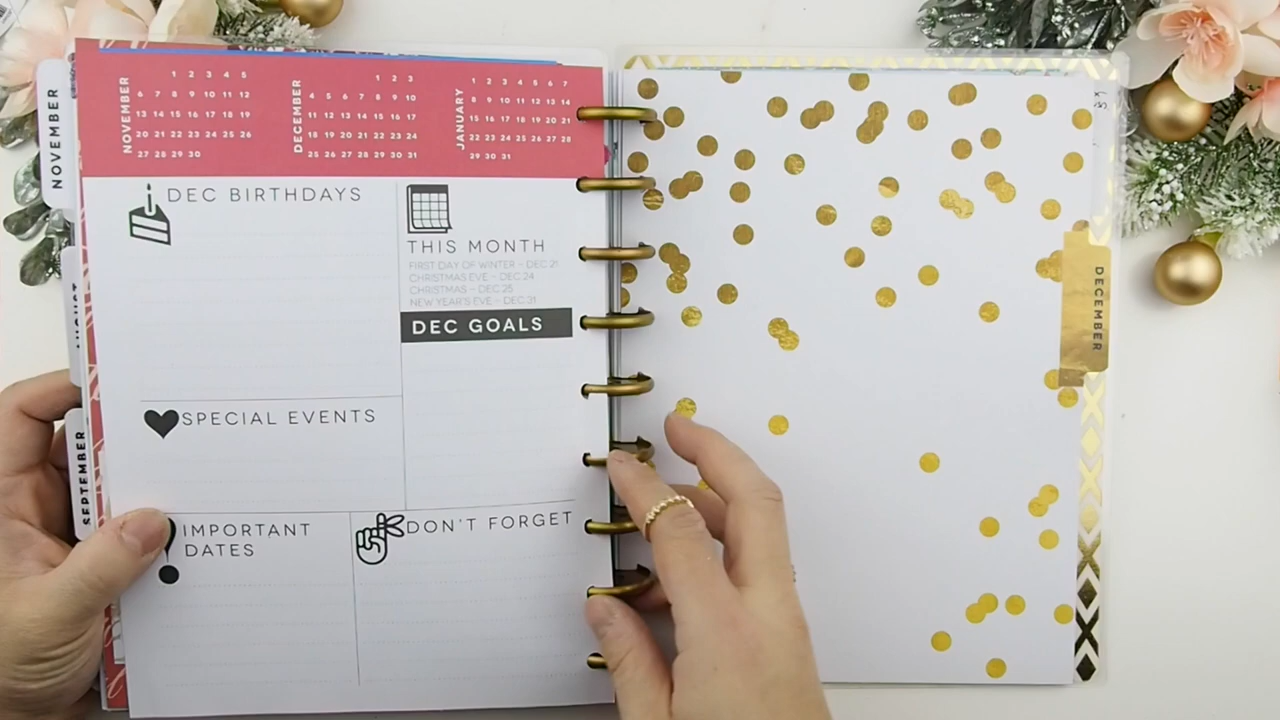 NOVEMBER
1 2 3 4 5
6 7 8 9 10 11 12
13 14 15 16 17 18 19
20 21 22 23 24 25 26
27 28 29 30
DECEMBER
1 2 3
4 5 6 7 8 9 10
11 12 13 14 15 16 17
18 19 20 21 22 23 24
25 26 27 28 29 30 31
JANUARY
1 2 3 4 5 6 7
8 9 10 11 12 13 14
15 16 17 18 19 20 21
22 23 24 25 26 27 28
29 30 31
NOVEMBER
DEC BIRTHDAYS
THIS MONTH
FIRST DAY OF WINTER - DEC 21
CHRISTMAS EVE - DEC 24
CHRISTMAS - DEC 25
NEW YEAR'S EVE - DEC 31
DEC GOALS
SPECIAL EVENTS
IMPORTANT
DATES
DON'T FORGET
SEPTEMBER
DECEMBER